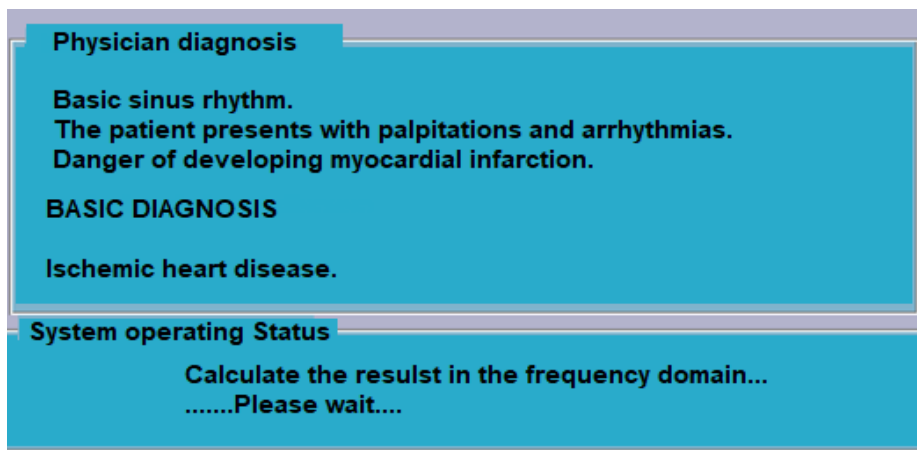 Physician diagnosis
Basic sinus rhythm.
The patient presents with palpitations and arrhythmias.
Danger of developing myocardial infarction.
BASIC DIAGNOSIS
Ischemic heart disease.
System operating Status
Calculate the resulst in the frequency domain...
.......Please wait....